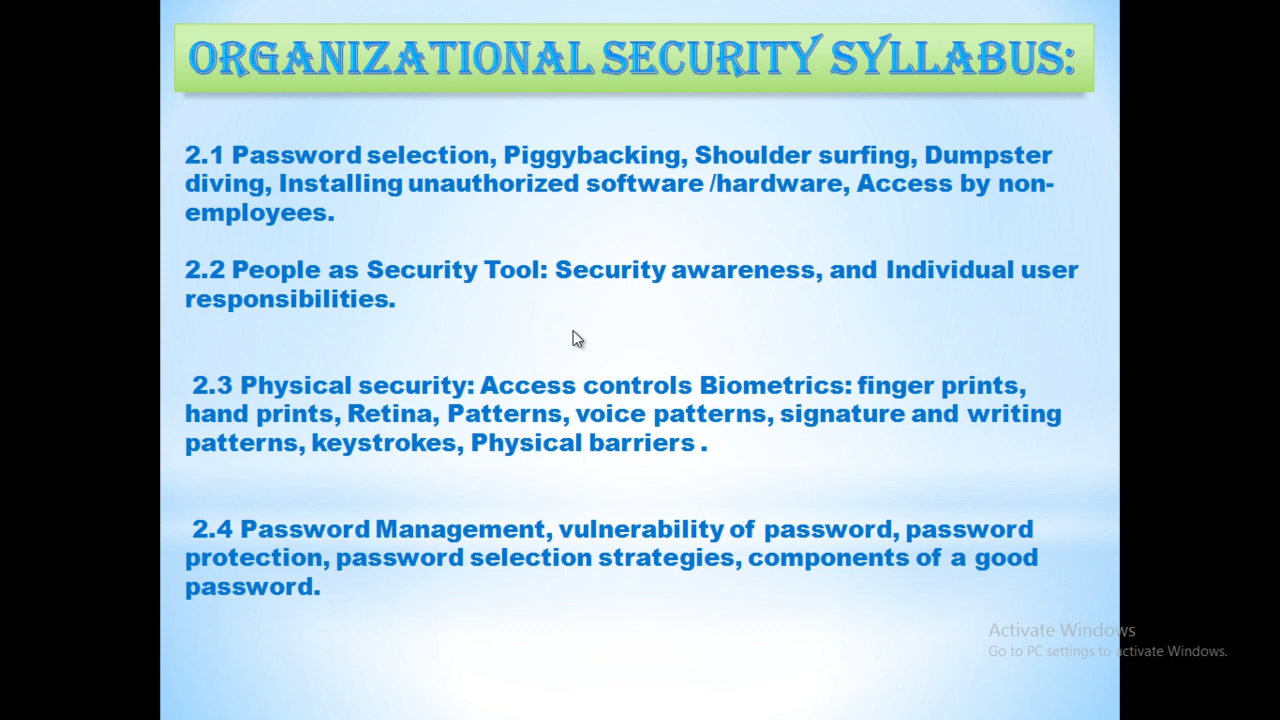 ORGANIZATIONAL SECURITY SYLLABUS:
2.1 Password selection, Piggybacking, Shoulder surfing, Dumpster
diving, Installing unauthorized software /hardware, Access by non-
employees.
2.2 People as Security Tool: Security awareness, and Individual user
responsibilities.
2.3 Physical security: Access controls Biometrics: finger prints,
hand prints, Retina, Patterns, voice patterns, signature and writing
patterns, keystrokes, Physical barriers .
2.4 Password Management, vulnerability of password, password
protection, password selection strategies, components of a good
password.
Activate Windows
Go to PC settings to activate Windows.